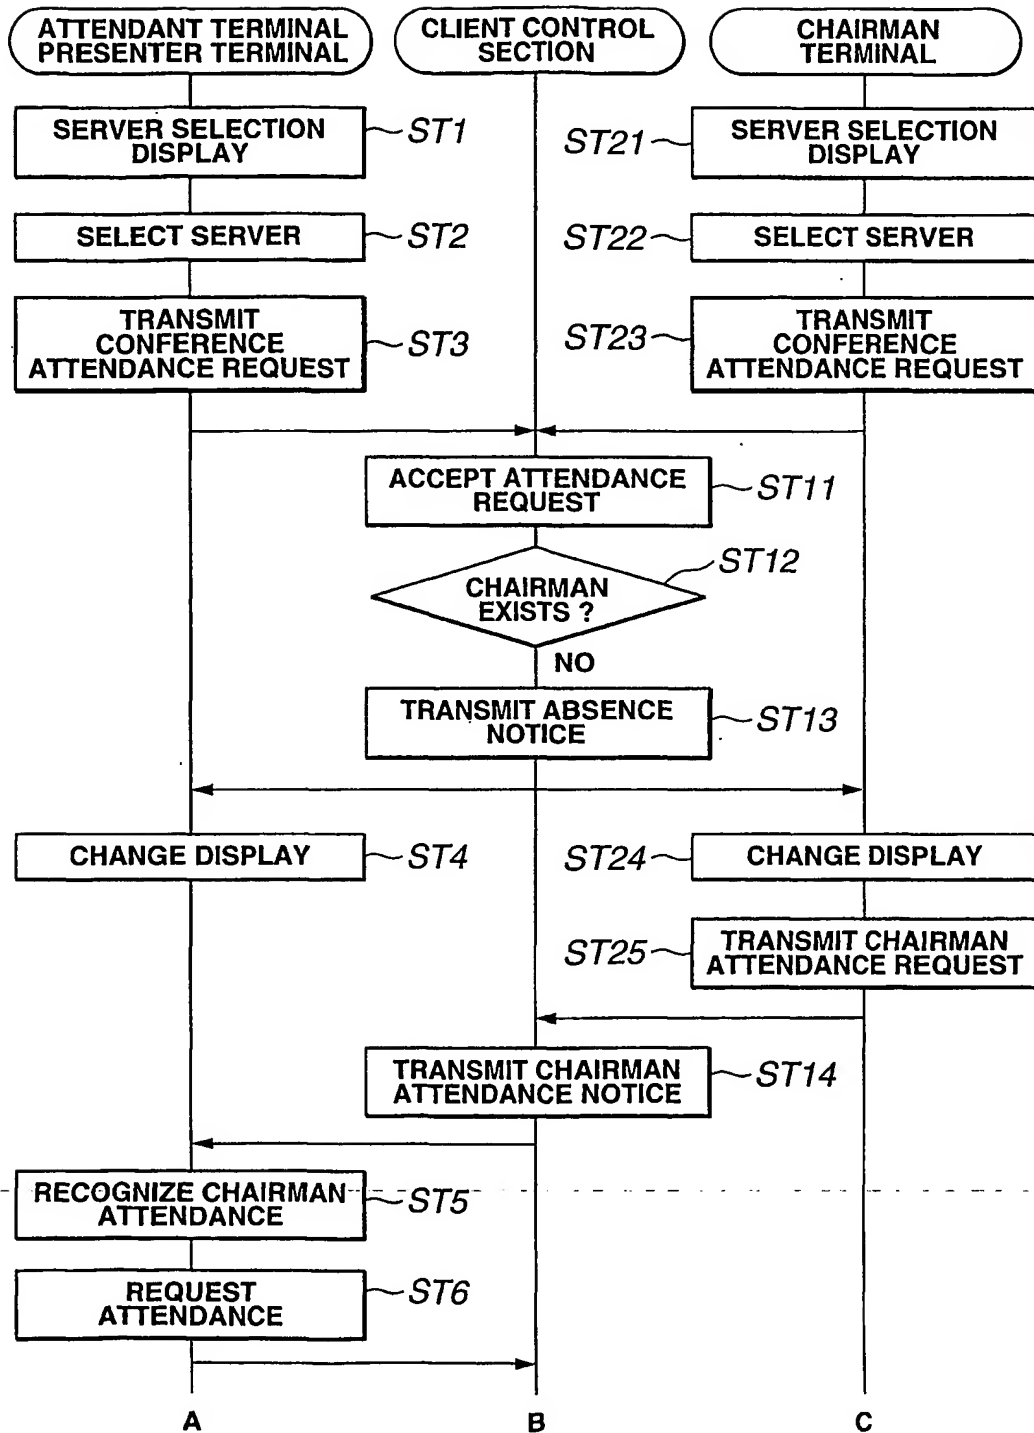 ATTENDANT TERMINAL
PRESENTER TERMINAL
CLIENT CONTROL
SECTION
CHAIRMAN
TERMINAL
SERVER SELECTION
DISPLAY
ST1
ST21
SERVER SELECTION
DISPLAY
SELECT SERVER
ST2
ST22
SELECT SERVER
TRANSMIT
CONFERENCE
ATTENDANCE REQUEST
ST3
ST23
TRANSMIT
CONFERENCE
ATTENDANCE REQUEST
ACCEPT ATTENDANCE
REQUEST
ST11
CHAIRMAN
EXISTS ?
ST12
NO
TRANSMIT ABSENCE
NOTICE
ST13
CHANGE DISPLAY
ST4
ST24
CHANGE DISPLAY
ST25
TRANSMIT CHAIRMAN
ATTENDANCE REQUEST
TRANSMIT CHAIRMAN
ATTENDANCE NOTICE
ST14
RECOGNIZE CHAIRMAN
ATTENDANCE
ST5
REQUEST
ATTENDANCE
ST6
A
B
C